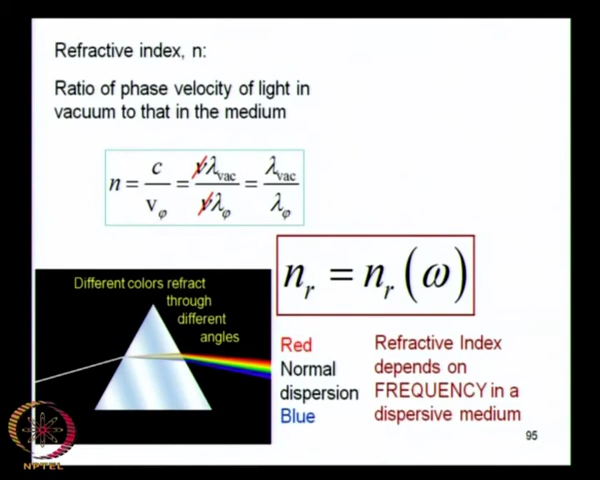 Refractive index, n:
Ratio of phase velocity of light in
vacuum to that in the medium
n = c / vφ = νλvac / νλφ = λvac / λφ
Different colors refract
through
different
angles
nr = nr(ω)
Red
Normal
dispersion
Blue
Refractive Index
depends on
FREQUENCY in a
dispersive medium
95
NPTEL